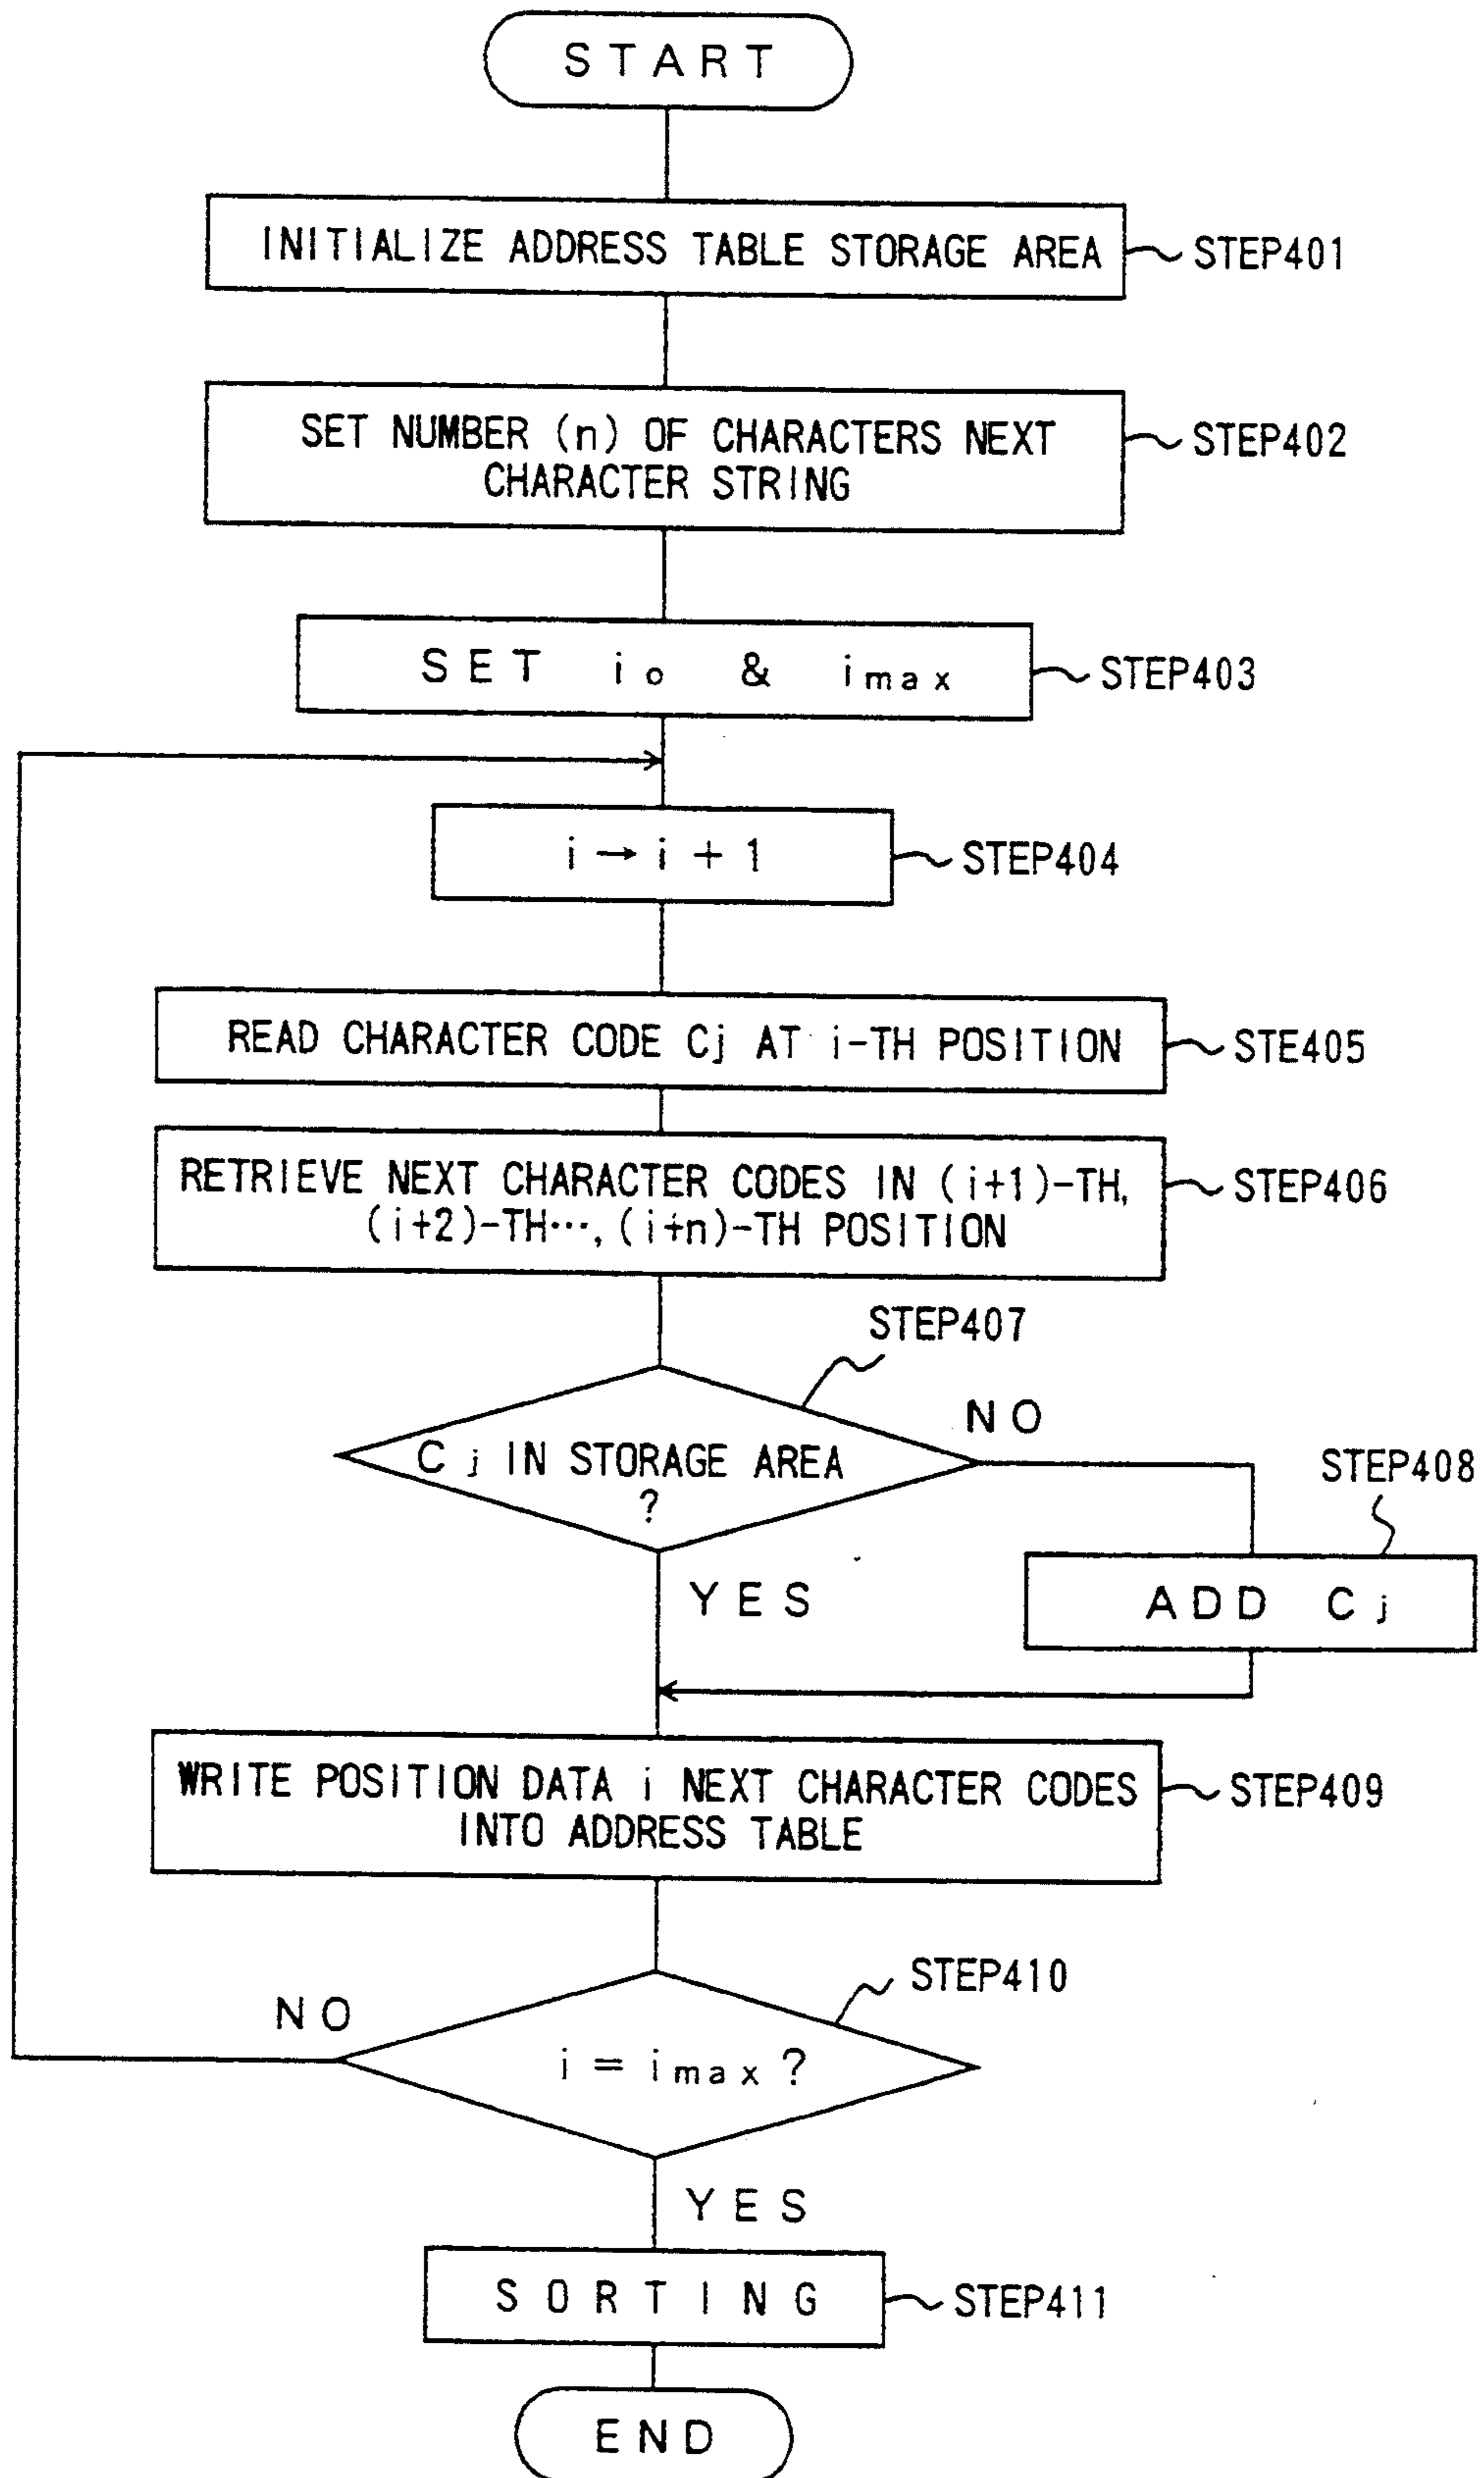 START
INITIALIZE ADDRESS TABLE STORAGE AREA
STEP401
SET NUMBER (n) OF CHARACTERS NEXT
CHARACTER STRING
STEP402
SET i₀ & imax
STEP403
i → i + 1
STEP404
READ CHARACTER CODE Cj AT i-TH POSITION
STE405
RETRIEVE NEXT CHARACTER CODES IN (i+1)-TH,
(i+2)-TH···, (i+n)-TH POSITION
STEP406
STEP407
Cj IN STORAGE AREA
?
NO
YES
STEP408
ADD Cj
WRITE POSITION DATA i NEXT CHARACTER CODES
INTO ADDRESS TABLE
STEP409
STEP410
NO
i = imax ?
YES
SORTING
STEP411
END